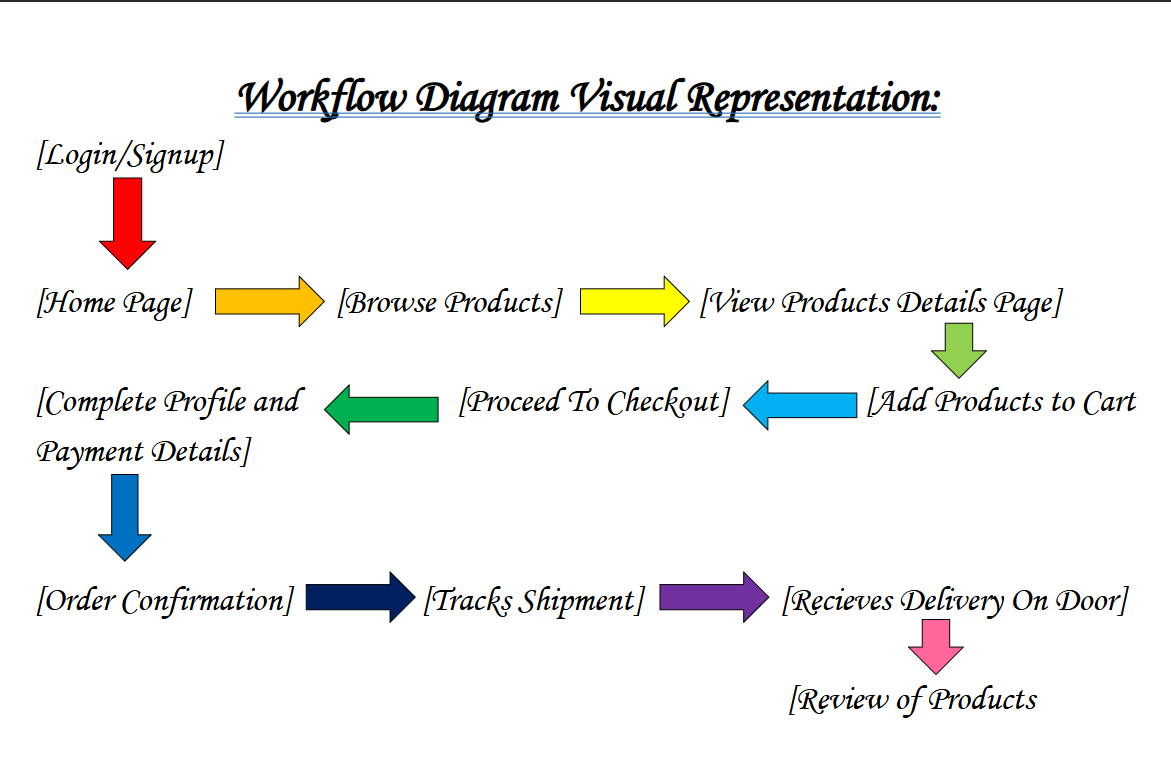 Workflow Diagram Visual Representation:
[Login/Signup]
[Home Page]
[Browse Products]
[View Products Details Page]
[Add Products to Cart
[Proceed To Checkout]
[Complete Profile and
Payment Details]
[Order Confirmation]
[Tracks Shipment]
[Recieves Delivery On Door]
[Review of Products